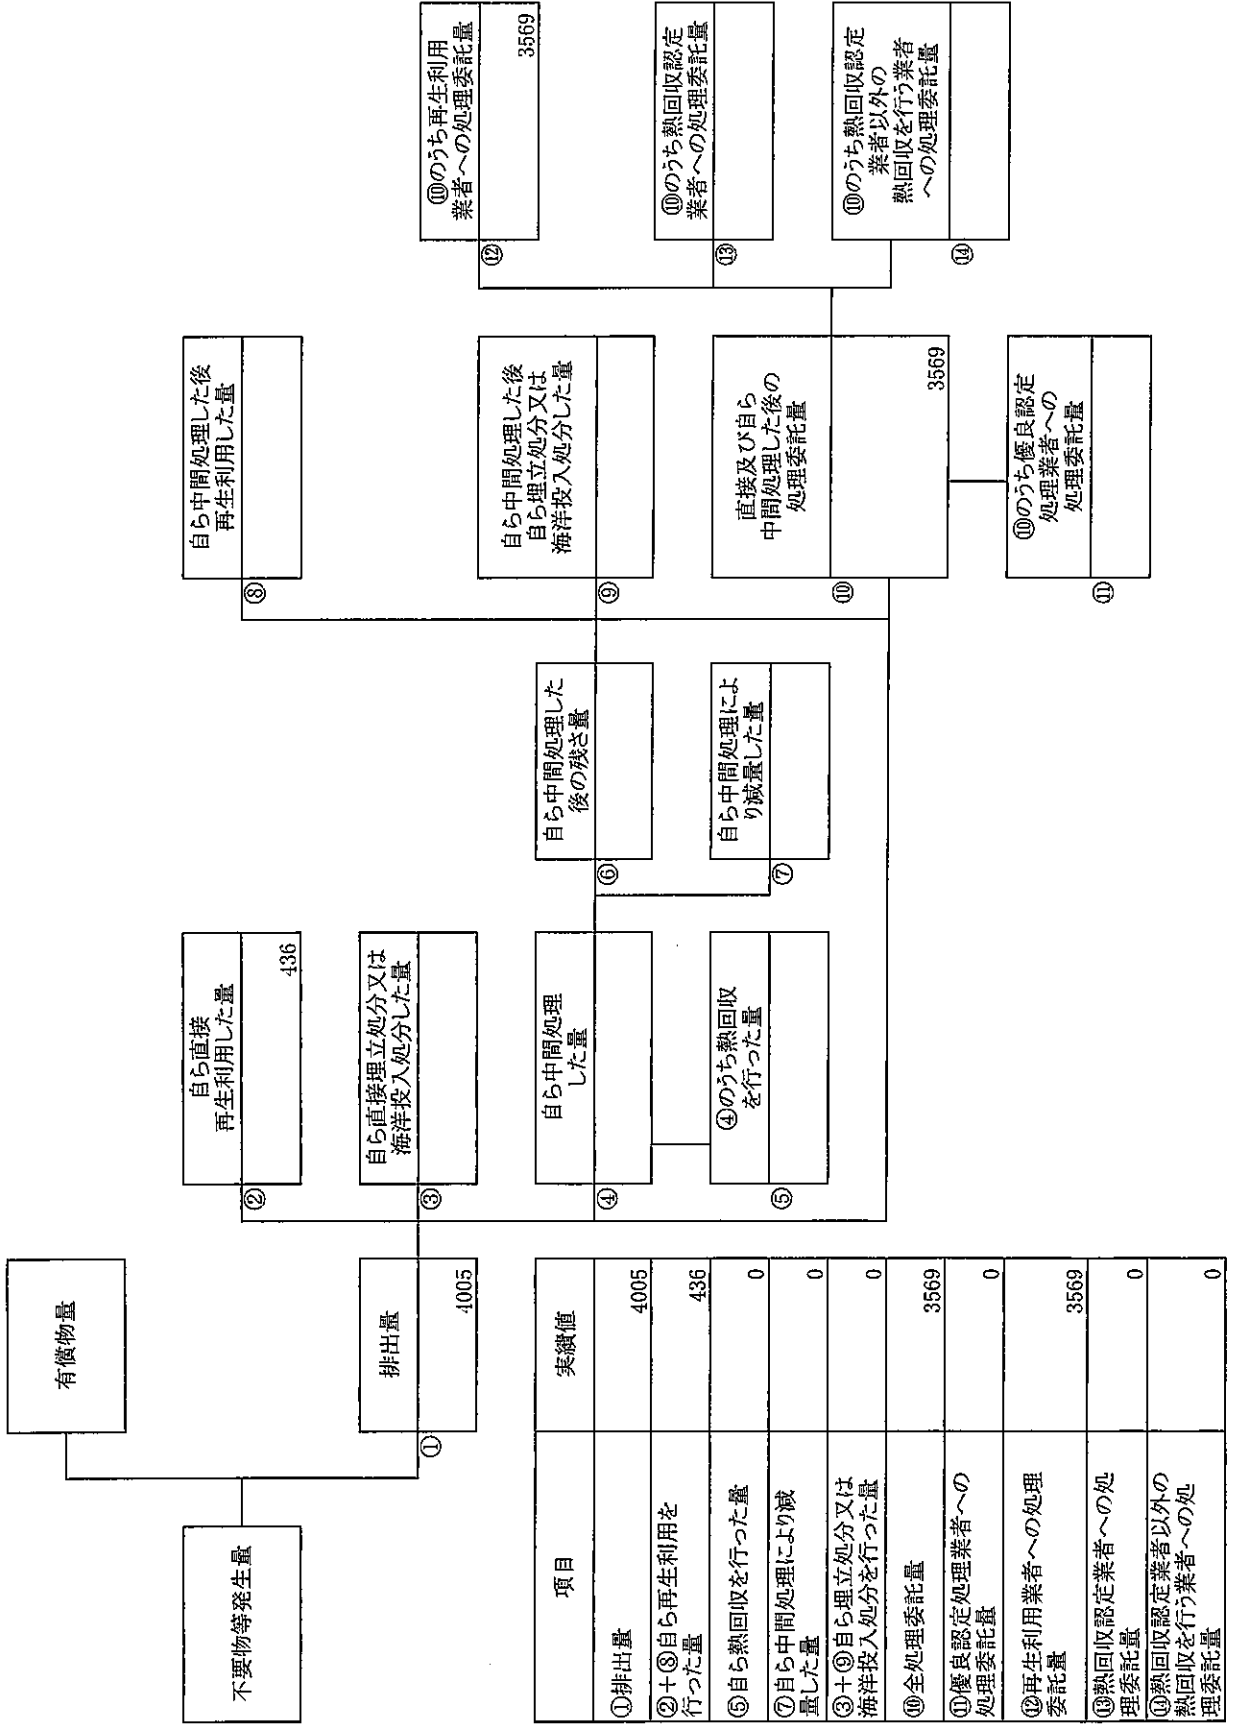 不要物等発生量
有償物量
①
排出量
4005
②
自ら直接
再生利用した量
436
③
自ら直接埋立処分又は
海洋投入処分した量
④
自ら中間処理
した量
⑤
④のうち熱回収
を行った量
⑥
自ら中間処理した
後の残さ量
⑦
自ら中間処理によ
り減量した量
⑧
自ら中間処理した後
再生利用した量
⑨
自ら中間処理した後
自ら埋立処分又は
海洋投入処分した量
⑩
直接及び自ら
中間処理した後の
処理委託量
3569
⑪
⑩のうち優良認定
処理業者への
処理委託量
⑫
⑩のうち再生利用
業者への処理委託量
3569
⑬
⑩のうち熱回収認定
業者への処理委託量
⑭
⑩のうち熱回収認定
業者以外の
熱回収を行う業者
への処理委託量
項目 実績値
①排出量 4005
②+⑧自ら再生利用を
行った量 436
⑤自ら熱回収を行った量 0
⑦自ら中間処理により減
量した量 0
③+⑨自ら埋立処分又は
海洋投入処分を行った量 0
⑩全処理委託量 3569
⑪優良認定処理業者への
処理委託量 0
⑫再生利用業者への処理
委託量 3569
⑬熱回収認定業者への処
理委託量 0
⑭熱回収認定業者以外の
熱回収を行う業者への処
理委託量 0